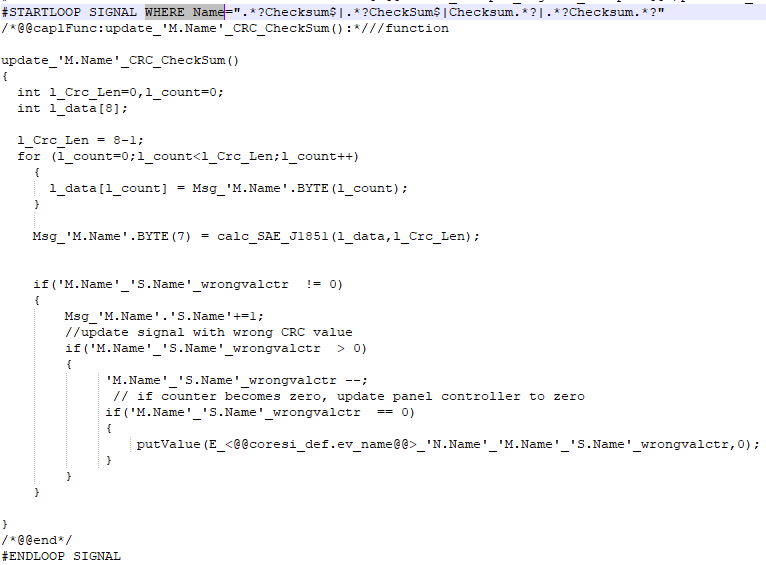 #STARTLOOP SIGNAL WHERE Name=".*?Checksum$|.*?CheckSum$|Checksum.*?|.*?Checksum.*?"
/*@@caplFunc:update_'M.Name'_CRC_CheckSum():*///function
update_'M.Name'_CRC_CheckSum()
{
int l_Crc_Len=0,l_count=0;
int l_data[8];
l_Crc_Len = 8-1;
for (l_count=0;l_count<l_Crc_Len;l_count++)
{
l_data[l_count] = Msg_'M.Name'.BYTE(l_count);
}
Msg_'M.Name'.BYTE(7) = calc_SAE_J1851(l_data,l_Crc_Len);
if('M.Name'_'S.Name'_wrongvalctr  != 0)
{
Msg_'M.Name'.'S.Name'+=1;
//update signal with wrong CRC value
if('M.Name'_'S.Name'_wrongvalctr  > 0)
{
'M.Name'_'S.Name'_wrongvalctr --;
// if counter becomes zero, update panel controller to zero
if('M.Name'_'S.Name'_wrongvalctr  == 0)
{
putValue(E_<@@coresi_def.ev_name@@>_'N.Name'_'M.Name'_'S.Name'_wrongvalctr,0);
}
}
}
}
/*@@end*/
#ENDLOOP SIGNAL